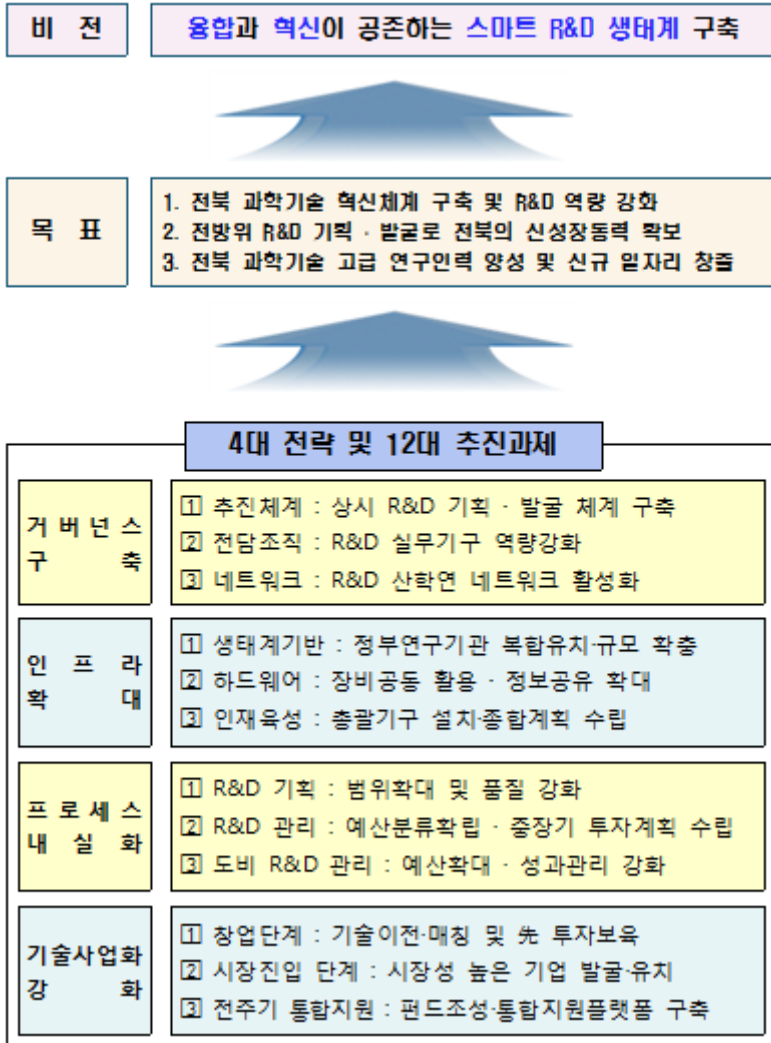 비 전
융합과 혁신이 공존하는 스마트 R&D 생태계 구축
목 표
1. 전북 과학기술 혁신체계 구축 및 R&D 역량 강화
2. 전방위 R&D 기획 · 발굴로 전북의 신성장동력 확보
3. 전북 과학기술 고급 연구인력 양성 및 신규 일자리 창출
4대 전략 및 12대 추진과제
거 버 넌 스
구 축
1 추진체계 : 상시 R&D 기획 · 발굴 체계 구축
2 전담조직 : R&D 실무기구 역량강화
3 네트워크 : R&D 산학연 네트워크 활성화
인 프 라
확 대
1 생태계기반 : 정부연구기관 복합유치·규모 확충
2 하드웨어 : 장비공동 활용 · 정보공유 확대
3 인재육성 : 총괄기구 설치·종합계획 수립
프 로 세 스
내 실 화
1 R&D 기획 : 범위확대 및 품질 강화
2 R&D 관리 : 예산분류확립 · 중장기 투자계획 수립
3 도비 R&D 관리 : 예산확대 · 성과관리 강화
기술사업화
강 화
1 창업단계 : 기술이전·매칭 및 先 투자보육
2 시장진입 단계 : 시장성 높은 기업 발굴·유치
3 전주기 통합지원 : 펀드조성·통합지원플랫폼 구축